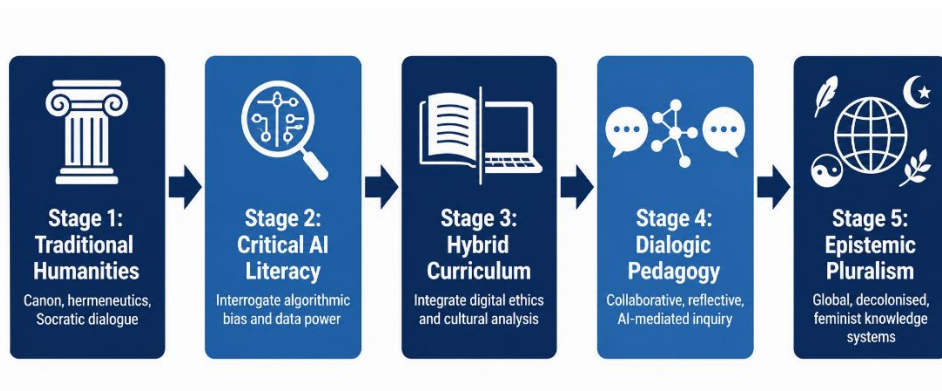 Stage 1:
Traditional
Humanities
Canon, hermeneutics,
Socratic dialogue
Stage 2:
Critical AI
Literacy
Interrogate algorithmic
bias and data power
Stage 3:
Hybrid
Curriculum
Integrate digital ethics
and cultural analysis
Stage 4:
Dialogic
Pedagogy
Collaborative, reflective,
AI-mediated inquiry
Stage 5:
Epistemic
Pluralism
Global, decolonised,
feminist knowledge
systems